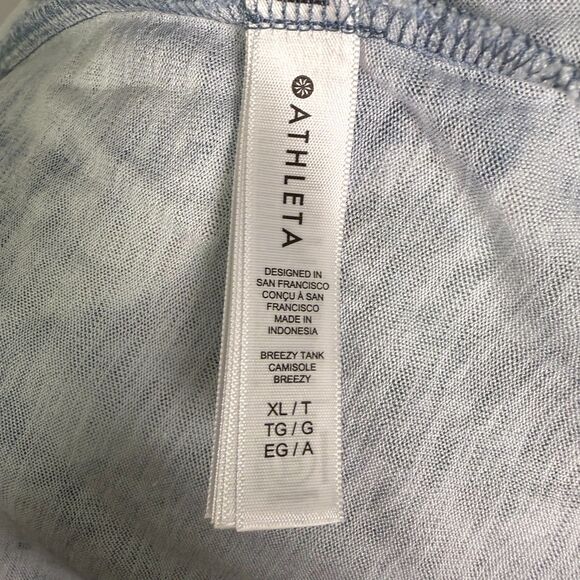 ATHLETA
DESIGNED IN
SAN FRANCISCO
CONÇU À SAN
FRANCISCO
MADE IN
INDONESIA
BREEZY TANK
CAMISOLE
BREEZY
XL / T
TG / G
EG / A